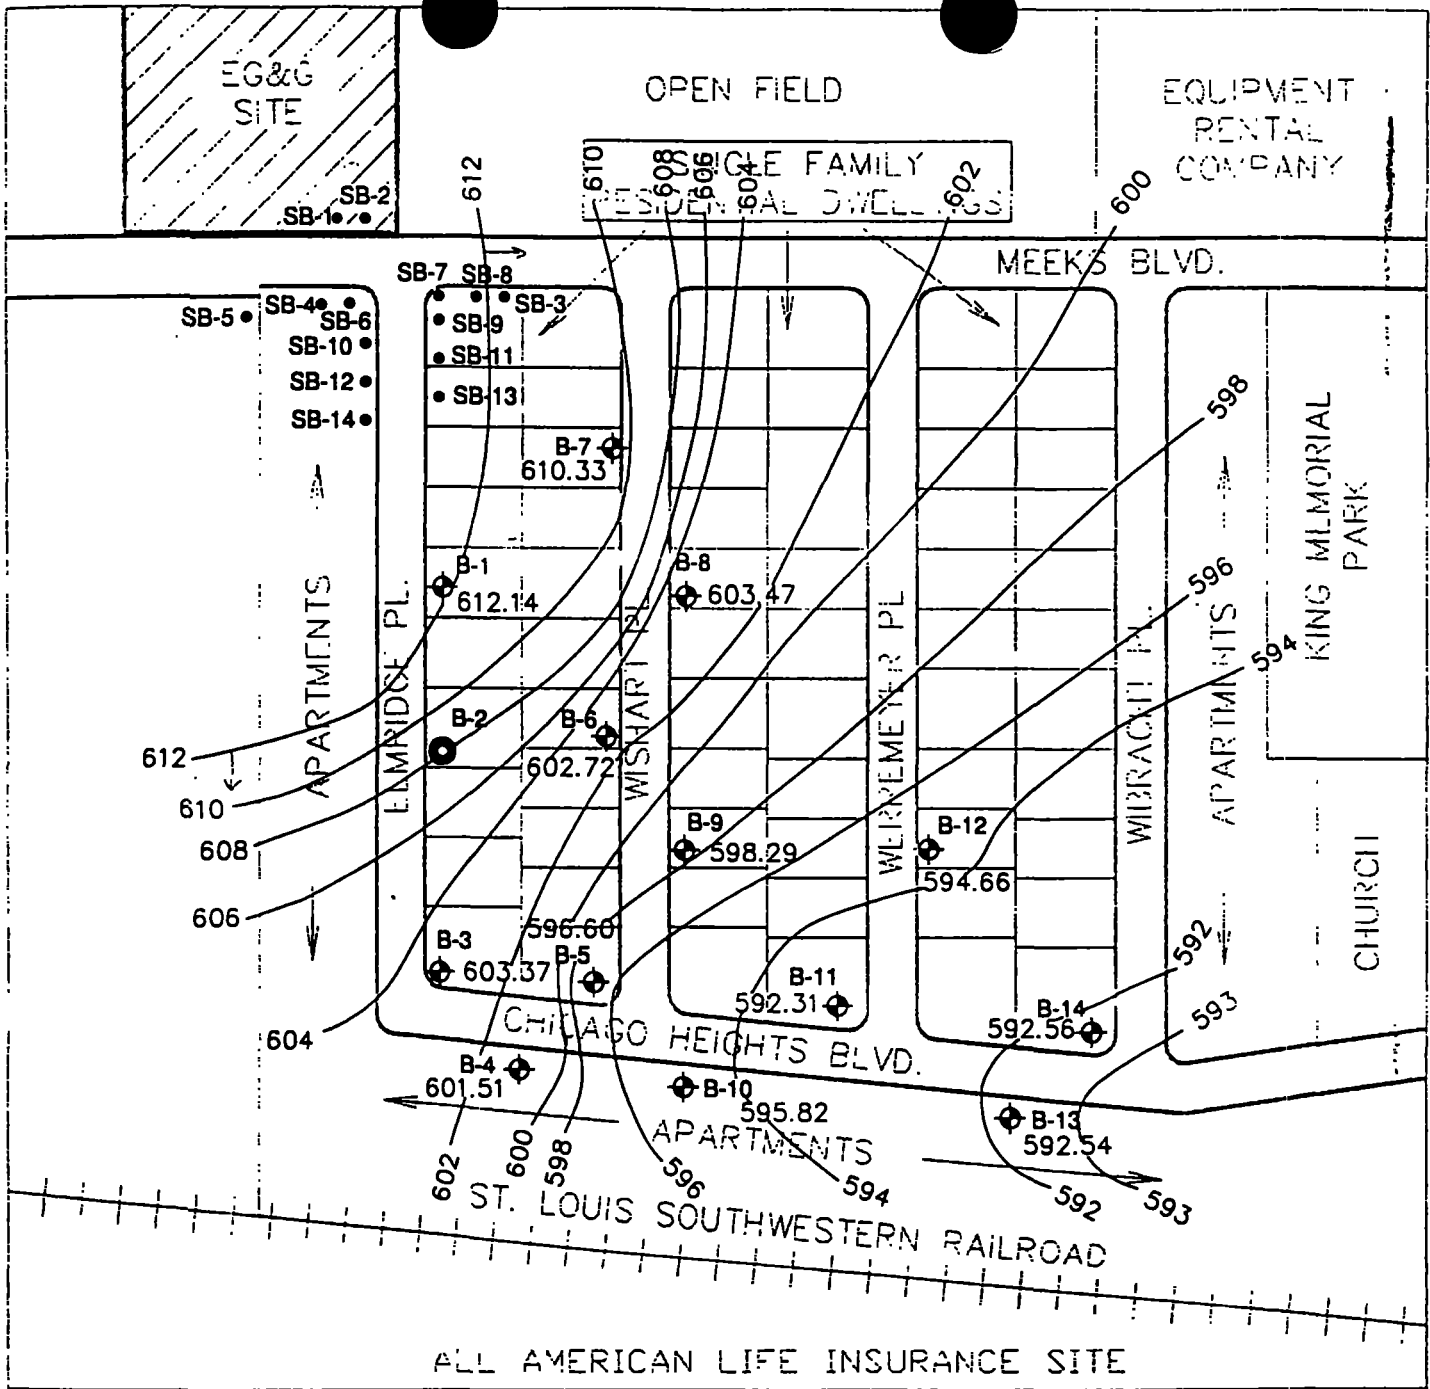 EG&G
SITE
OPEN FIELD
EQUIPMENT
RENTAL
COMPANY
SINGLE FAMILY
RESIDENTIAL DWELLINGS
612
610
608
606
604
602
600
SB-2
SB-1
MEEKS BLVD.
SB-7
SB-8
SB-4
SB-3
SB-5
SB-6
SB-9
SB-10
SB-11
SB-12
SB-13
SB-14
598
B-7
610.33
KING MEMORIAL
PARK
B-1
612.14
B-8
603.47
596
594
APARTMENTS
ELMRIDGE PL.
WISHART PL
WERREMEYER PL
WIBRACHT PL.
APARTMENTS
B-2
B-6
602.72
612
610
608
606
604
B-9
598.29
B-12
594.66
CHURCH
596.60
B-3
603.37
B-5
B-11
592.31
592
B-14
592.56
593
CHICAGO HEIGHTS BLVD.
B-4
601.51
B-10
595.82
B-13
592.54
APARTMENTS
602
600
598
596
594
592
593
ST. LOUIS SOUTHWESTERN RAILROAD
ALL AMERICAN LIFE INSURANCE SITE